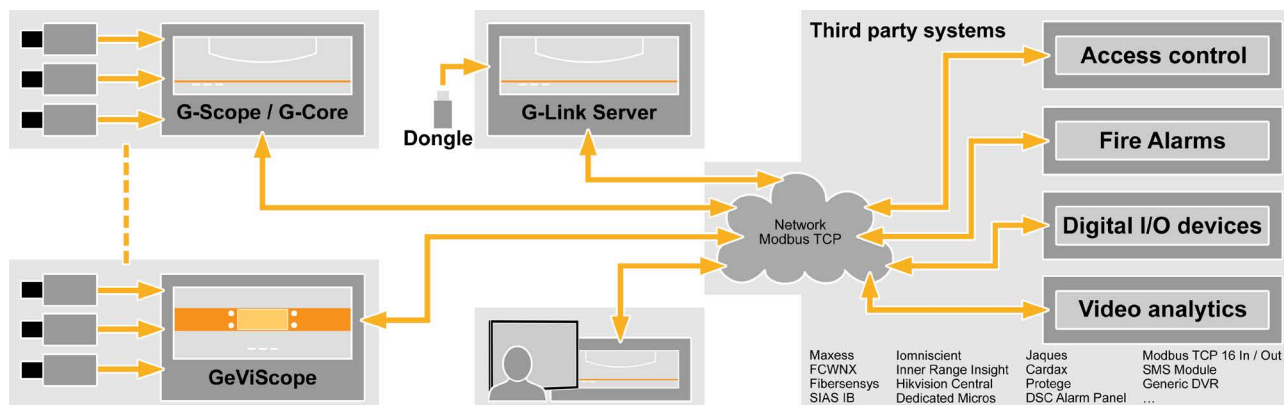 G-Scope / G-Core
Dongle
G-Link Server
GeViScope
Network
Modbus TCP
Third party systems
Access control
Fire Alarms
Digital I/O devices
Video analytics
Maxess
FCWNX
Fibersensys
SIAS IB
Iomniscient
Inner Range Insight
Hikvision Central
Dedicated Micros
Jaques
Cardax
Protege
DSC Alarm Panel
Modbus TCP 16 In / Out
SMS Module
Generic DVR
...